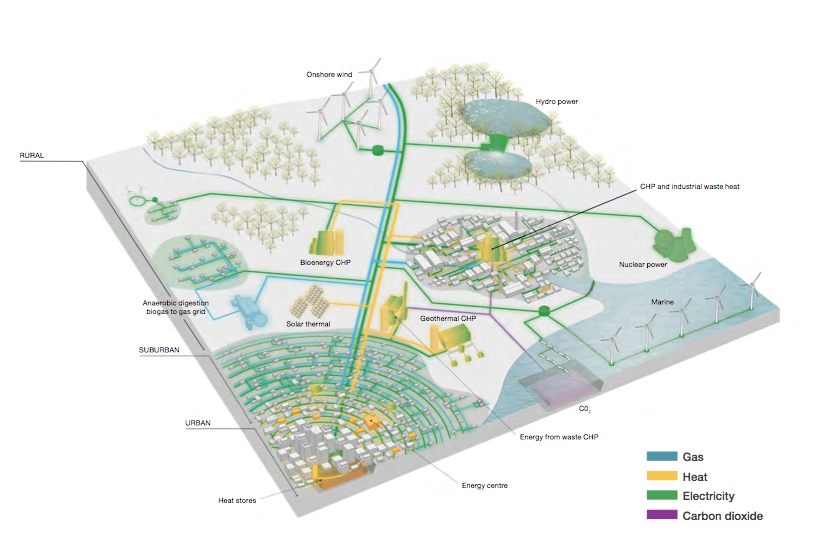 Onshore wind
Hydro power
RURAL
CHP and industrial waste heat
Bioenergy CHP
Nuclear power
Anaerobic digestion
biogas to gas grid
Solar thermal
Geothermal CHP
Marine
SUBURBAN
C0₂
URBAN
Energy from waste CHP
Energy centre
Heat stores
Gas
Heat
Electricity
Carbon dioxide